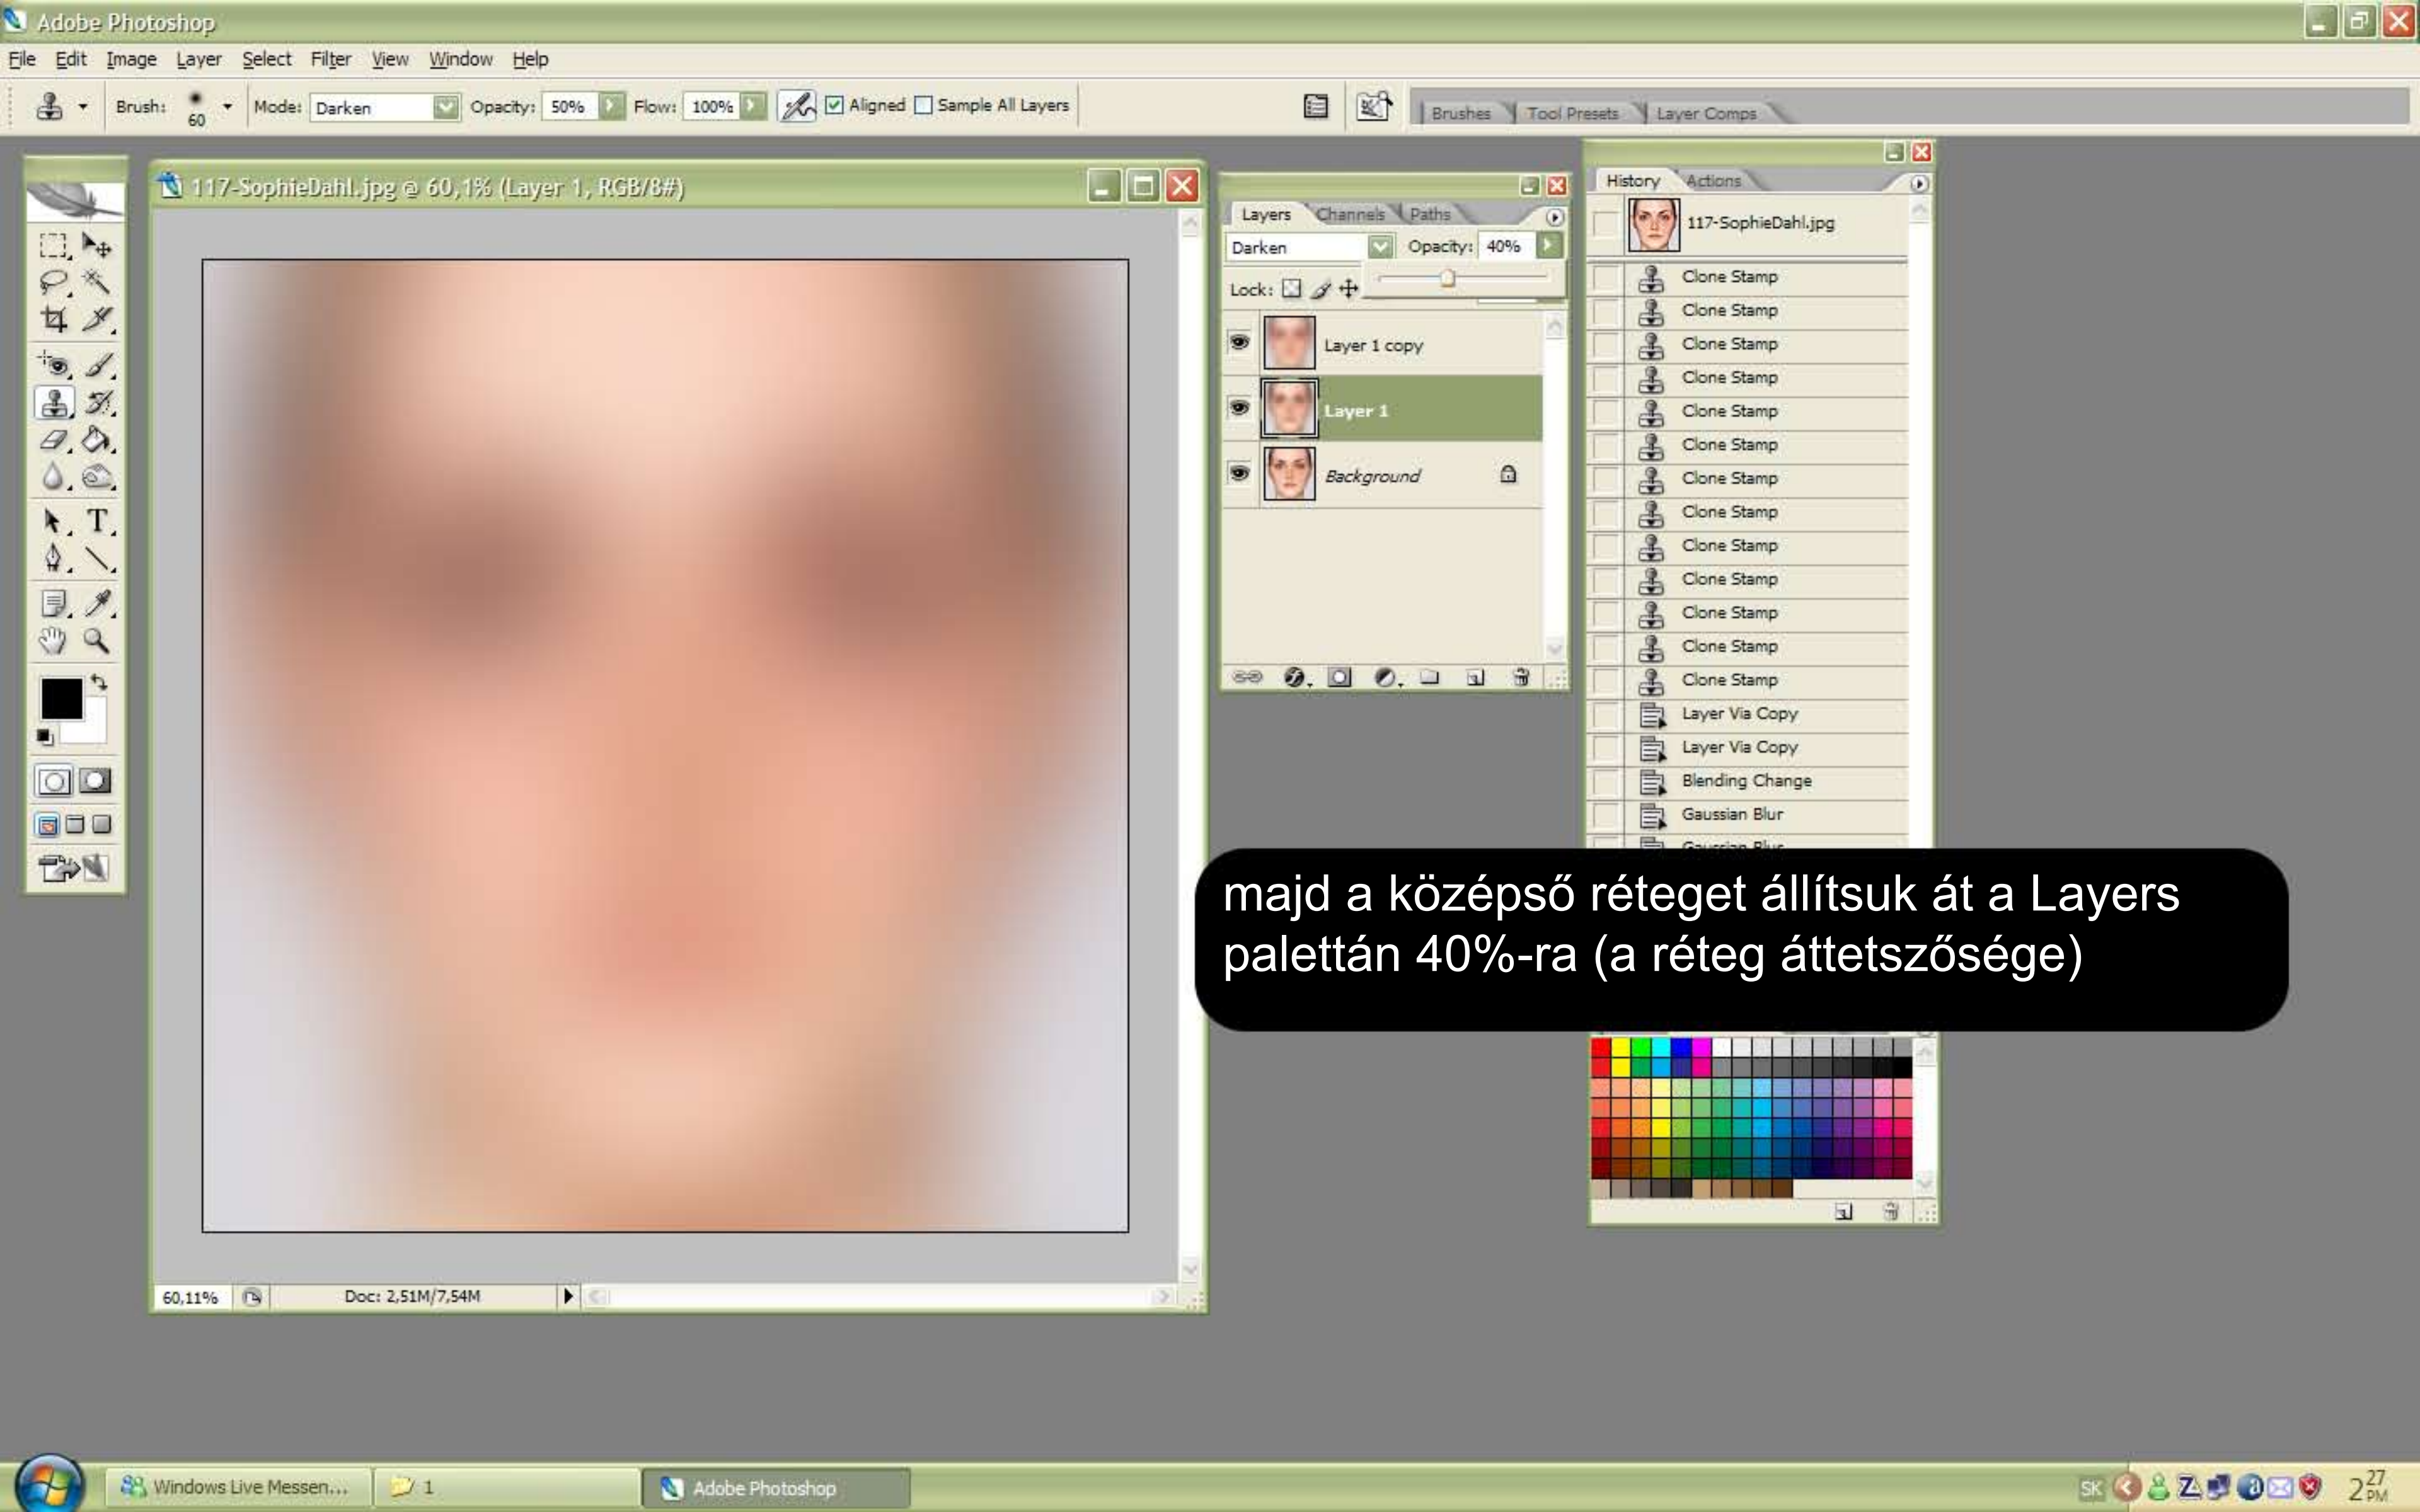 Adobe Photoshop
File Edit Image Layer Select Filter View Window Help
Brush: 60 Mode: Darken Opacity: 50% Flow: 100% Aligned Sample All Layers
Brushes Tool Presets Layer Comps
117-SophieDahl.jpg @ 60,1% (Layer 1, RGB/8#)
Layers Channels Paths
Darken Opacity: 40%
Lock:
Layer 1 copy
Layer 1
Background
History Actions
117-SophieDahl.jpg
Clone Stamp
Clone Stamp
Clone Stamp
Clone Stamp
Clone Stamp
Clone Stamp
Clone Stamp
Clone Stamp
Clone Stamp
Clone Stamp
Clone Stamp
Clone Stamp
Clone Stamp
Layer Via Copy
Layer Via Copy
Blending Change
Gaussian Blur
Gaussian Blur
majd a középső réteget állítsuk át a Layers
palettán 40%-ra (a réteg áttetszősége)
60,11% Doc: 2,51M/7,54M
Windows Live Messen... 1 Adobe Photoshop
SK 2 27 PM